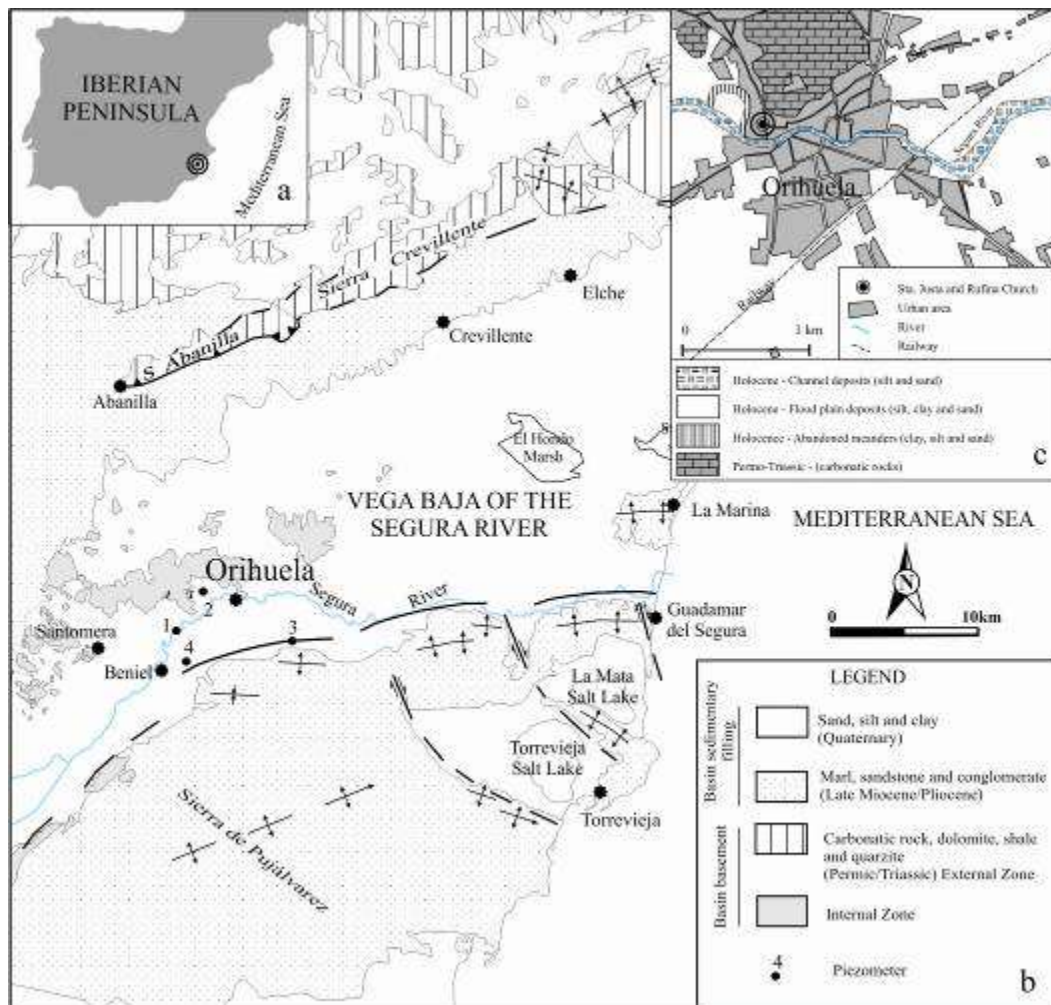 IBERIAN
PENINSULA
Mediterranean Sea
a
Sierra Crevillente
S Abanilla
Elche
Crevillente
Abanilla
El Hondo
Marsh
S
VEGA BAJA OF THE
SEGURA RIVER
La Marina
MEDITERRANEAN SEA
N
0 10km
Orihuela
Segura River
Santomera
Beniel
1
2
3
4
Guadamar
del Segura
La Mata
Salt Lake
Torrevieja
Salt Lake
Torrevieja
Sierra de Pujálvarez
Orihuela
Segura River
Railway
0 1 km
Sta. Justa and Rufina Church
Urban area
River
Realway
Holocene - Channel deposits (silt and sand)
Holocene - Flood plain deposits (silt, clay and sand)
Holocenee - Abandoned meanders (clay, silt and sand)
Permo-Triassic - (carbonatic rocks)
c
LEGEND
Basin sedimentary
filling
Sand, silt and clay
(Quaternary)
Marl, sandstone and conglomerate
(Late Miocene/Pliocene)
Basin basement
Carbonatic rock, dolomite, shale
and quarzite
(Permic/Triassic) External Zone
Internal Zone
4
Piezometer
b